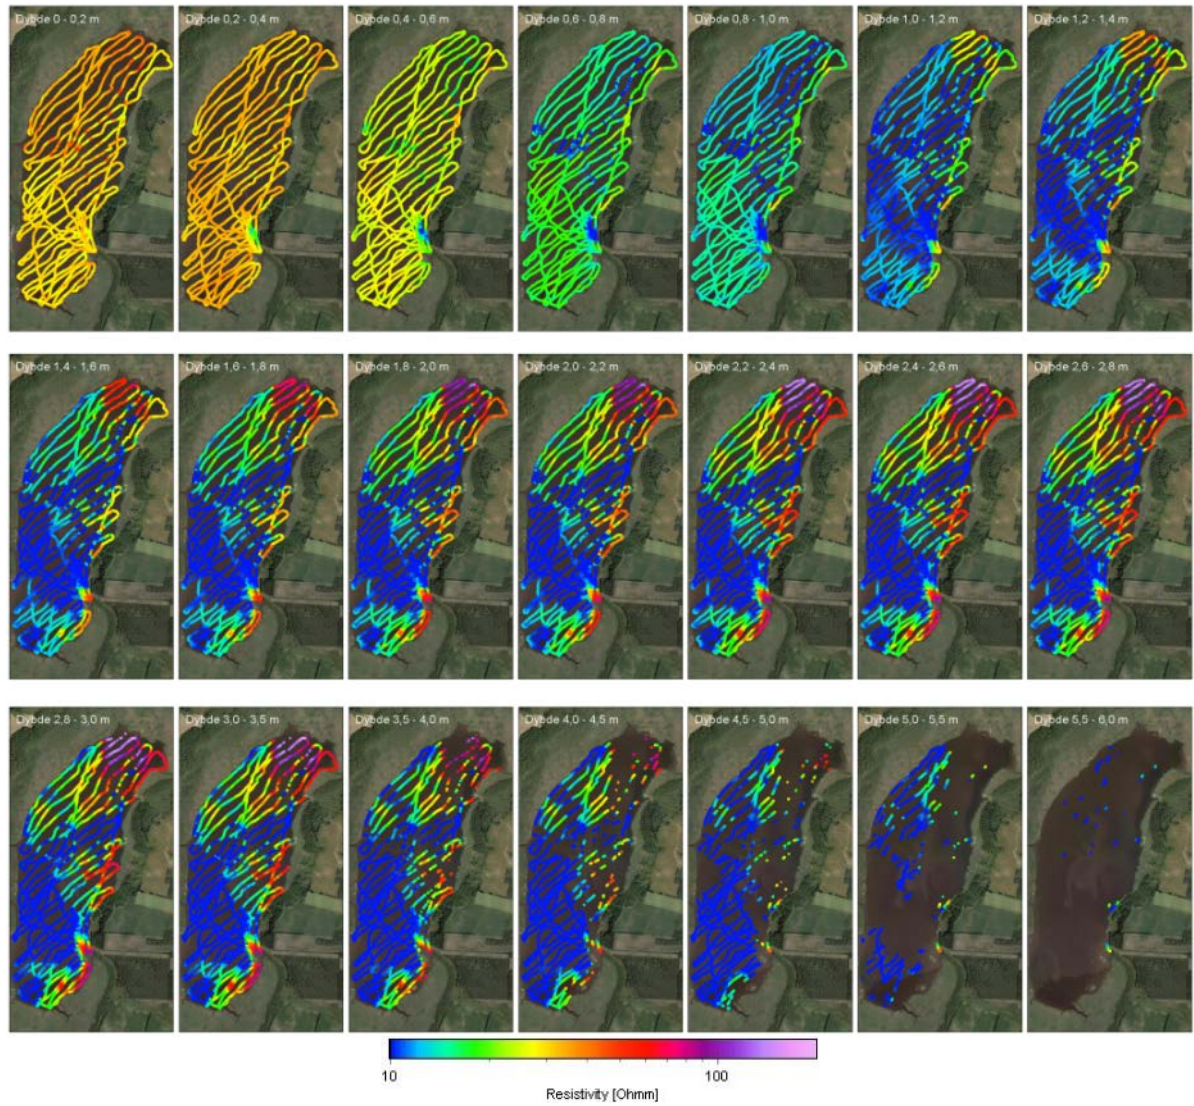 Dybde 0 - 0,2 m
Dybde 0,2 - 0,4 m
Dybde 0,4 - 0,6 m
Dybde 0,6 - 0,8 m
Dybde 0,8 - 1,0 m
Dybde 1,0 - 1,2 m
Dybde 1,2 - 1,4 m
Dybde 1,4 - 1,6 m
Dybde 1,6 - 1,8 m
Dybde 1,8 - 2,0 m
Dybde 2,0 - 2,2 m
Dybde 2,2 - 2,4 m
Dybde 2,4 - 2,6 m
Dybde 2,6 - 2,8 m
Dybde 2,8 - 3,0 m
Dybde 3,0 - 3,5 m
Dybde 3,5 - 4,0 m
Dybde 4,0 - 4,5 m
Dybde 4,5 - 5,0 m
Dybde 5,0 - 5,5 m
Dybde 5,5 - 6,0 m
10
100
Resistivity [Ohmm]